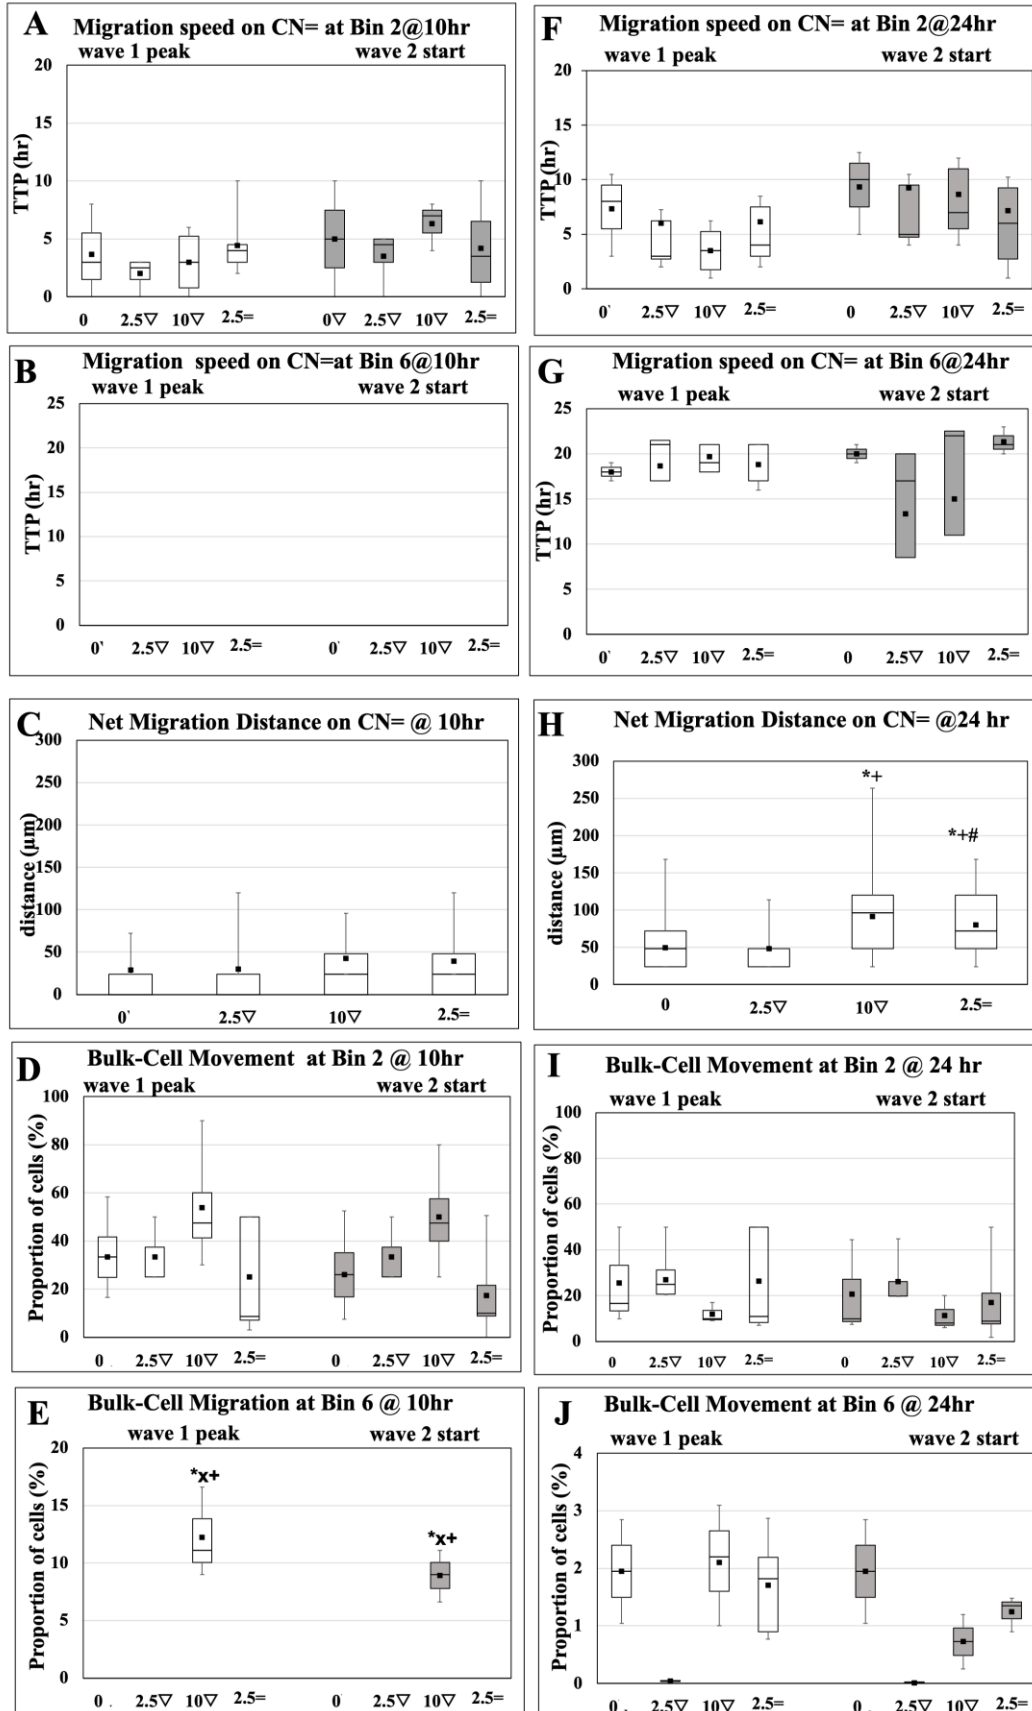 A Migration speed on CN= at Bin 2@10hr
wave 1 peak wave 2 start
TTP (hr)
20
15
10
5
0
0 2.5▽ 10▽ 2.5= 0▽ 2.5▽ 10▽ 2.5=
B Migration speed on CN=at Bin 6@10hr
wave 1 peak wave 2 start
TTP (hr)
25
20
15
10
5
0
0` 2.5▽ 10▽ 2.5= 0' 2.5▽ 10▽ 2.5=
C Net Migration Distance on CN= @ 10hr
distance (µm)
300
250
200
150
100
50
0
0` 2.5▽ 10▽ 2.5=
D Bulk-Cell Movement at Bin 2 @ 10hr
wave 1 peak wave 2 start
Proportion of cells (%)
100
80
60
40
20
0
0 2.5▽ 10▽ 2.5= 0 2.5▽ 10▽ 2.5=
E Bulk-Cell Migration at Bin 6 @ 10hr
wave 1 peak wave 2 start
Proportion of cells (%)
20
15
10
5
0
*x+
*x+
0 2.5▽ 10▽ 2.5= 0' 2.5▽ 10▽ 2.5=
F Migration speed on CN= at Bin 2@24hr
wave 1 peak wave 2 start
TTP (hr)
20
15
10
5
0
0' 2.5▽ 10▽ 2.5= 0 2.5▽ 10▽ 2.5=
G Migration speed on CN= at Bin 6@24hr
wave 1 peak wave 2 start
TTP (hr)
25
20
15
10
5
0
0' 2.5▽ 10▽ 2.5= 0 2.5▽ 10▽ 2.5=
H Net Migration Distance on CN= @24 hr
distance (µm)
300
250
200
150
100
50
0
*+
*+#
0 2.5▽ 10▽ 2.5=
I Bulk-Cell Movement at Bin 2 @ 24 hr
wave 1 peak wave 2 start
Proportion of cells (%)
100
80
60
40
20
0
0 2.5▽ 10▽ 2.5= 0 2.5▽ 10▽ 2.5=
J Bulk-Cell Movement at Bin 6 @ 24hr
wave 1 peak wave 2 start
Proportion of cells (%)
4
3
2
1
0
0 2.5▽ 10▽ 2.5= 0 2.5▽ 10▽ 2.5=